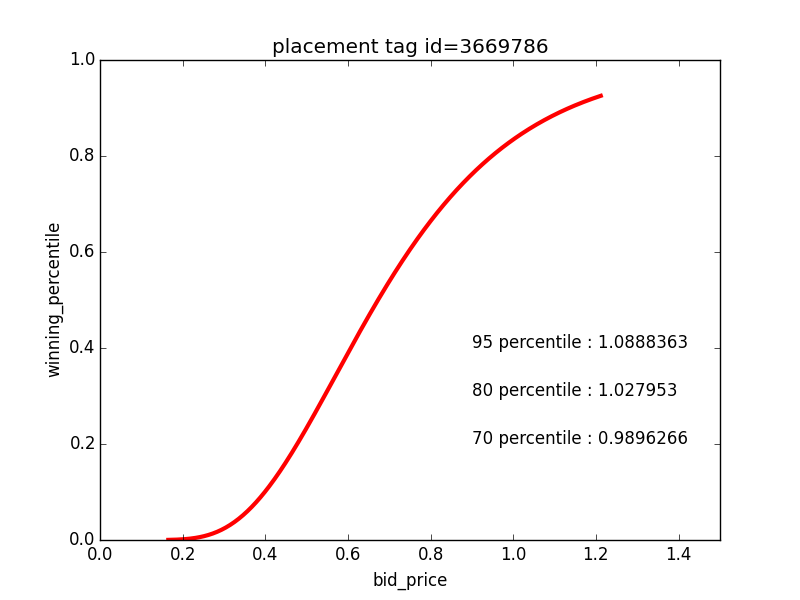 placement tag id=3669786
1.0
0.8
0.6
0.4
0.2
0.0
winning_percentile
95 percentile : 1.0888363
80 percentile : 1.027953
70 percentile : 0.9896266
0.0 0.2 0.4 0.6 0.8 1.0 1.2 1.4
bid_price